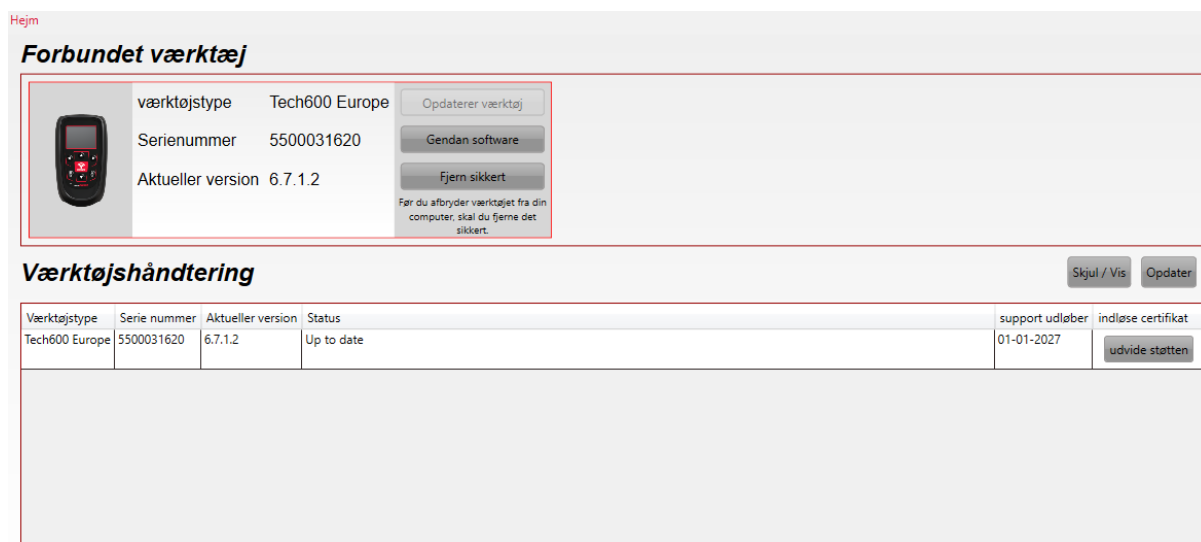 Hejm
Forbundet værktæj
værktøjstype Tech600 Europe Opdaterer værktøj
Serienummer 5500031620 Gendan software
Aktueller version 6.7.1.2 Fjern sikkert
Før du afbryder værktøjet fra din
computer, skal du fjerne det
sikkert.
Værktøjshåndtering Skjul / Vis Opdater
Værktøjstype Serie nummer Aktueller version Status support udløber indløse certifikat
Tech600 Europe 5500031620 6.7.1.2 Up to date 01-01-2027 udvide støtten